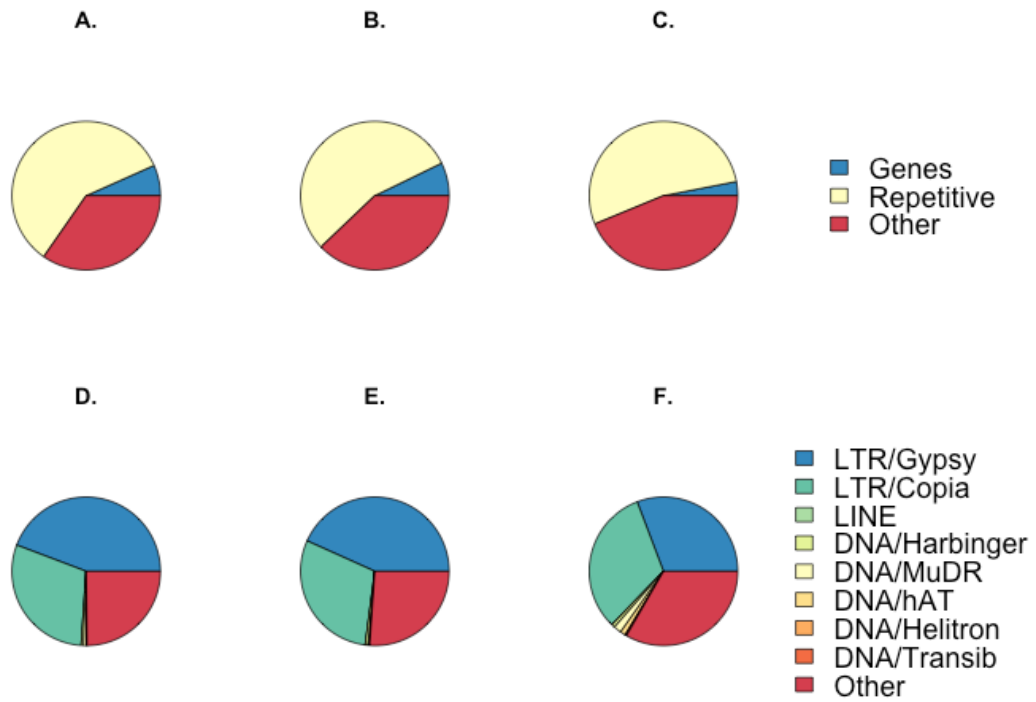 A.
B.
C.
Genes
Repetitive
Other
D.
E.
F.
LTR/Gypsy
LTR/Copia
LINE
DNA/Harbinger
DNA/MuDR
DNA/hAT
DNA/Helitron
DNA/Transib
Other